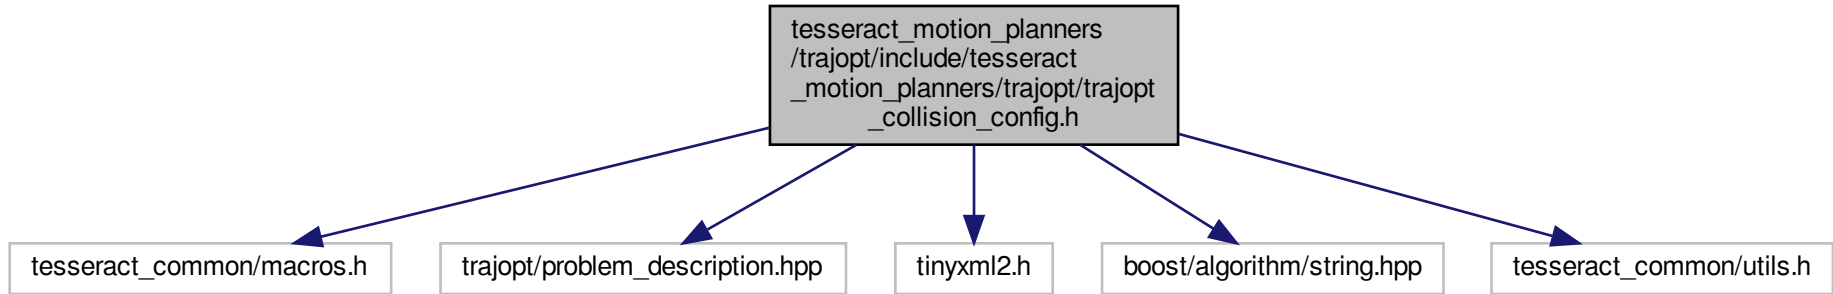 tesseract_motion_planners
/trajopt/include/tesseract
_motion_planners/trajopt/trajopt
_collision_config.h
tesseract_common/macros.h
trajopt/problem_description.hpp
tinyxml2.h
boost/algorithm/string.hpp
tesseract_common/utils.h